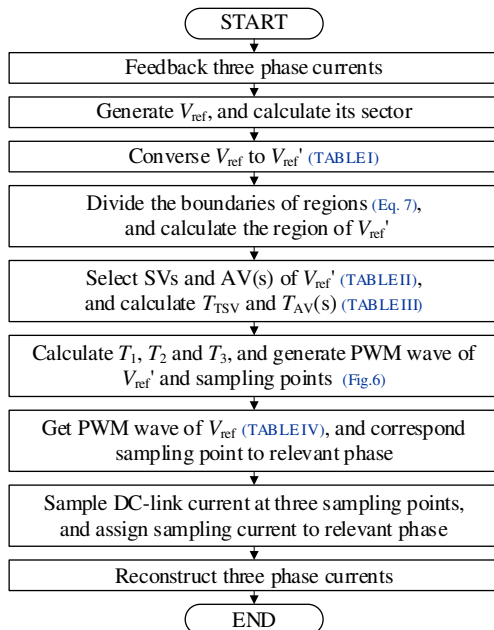 START
Feedback three phase currents
Generate Vref, and calculate its sector
Converse Vref to Vref' (TABLE I)
Divide the boundaries of regions (Eq. 7),
and calculate the region of Vref'
Select SVs and AV(s) of Vref' (TABLE II),
and calculate TTSV and TAV(s) (TABLE III)
Calculate T1, T2 and T3, and generate PWM wave of
Vref' and sampling points (Fig.6)
Get PWM wave of Vref (TABLE IV), and correspond
sampling point to relevant phase
Sample DC-link current at three sampling points,
and assign sampling current to relevant phase
Reconstruct three phase currents
END